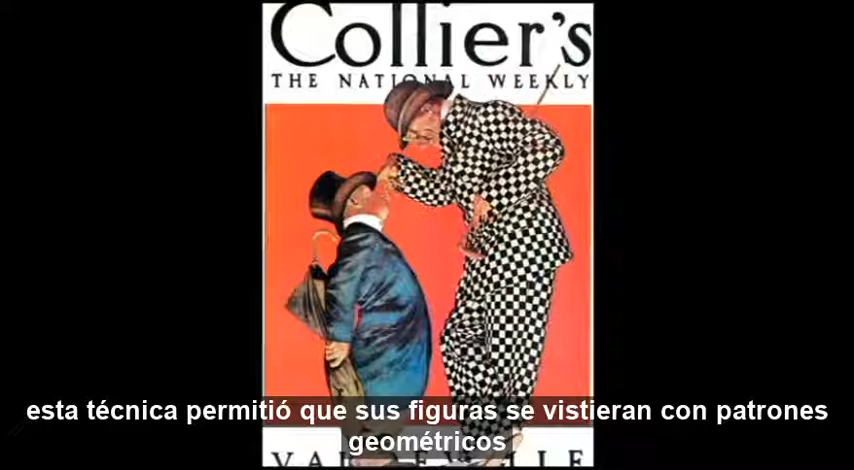 Collier's
THE NATIONAL WEEKLY
esta técnica permitió que sus figuras se vistieran con patrones
geométricos